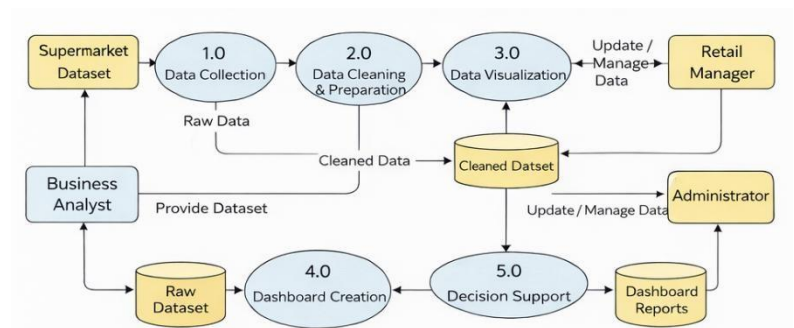 Supermarket
Dataset
1.0
Data Collection
2.0
Data Cleaning
& Preparation
3.0
Data Visualization
Update /
Manage
Data
Retail
Manager
Raw Data
Cleaned Data
Cleaned Datset
Business
Analyst
Provide Dataset
Update / Manage Data
Administrator
Raw
Dataset
4.0
Dashboard Creation
5.0
Decision Support
Dashboard
Reports